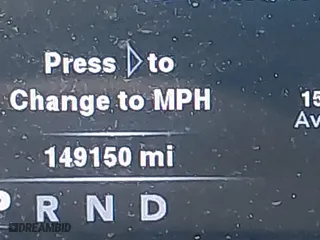 Press ▷ to
Change to MPH
15
Av
149150 mi
P R N D
DREAMBID